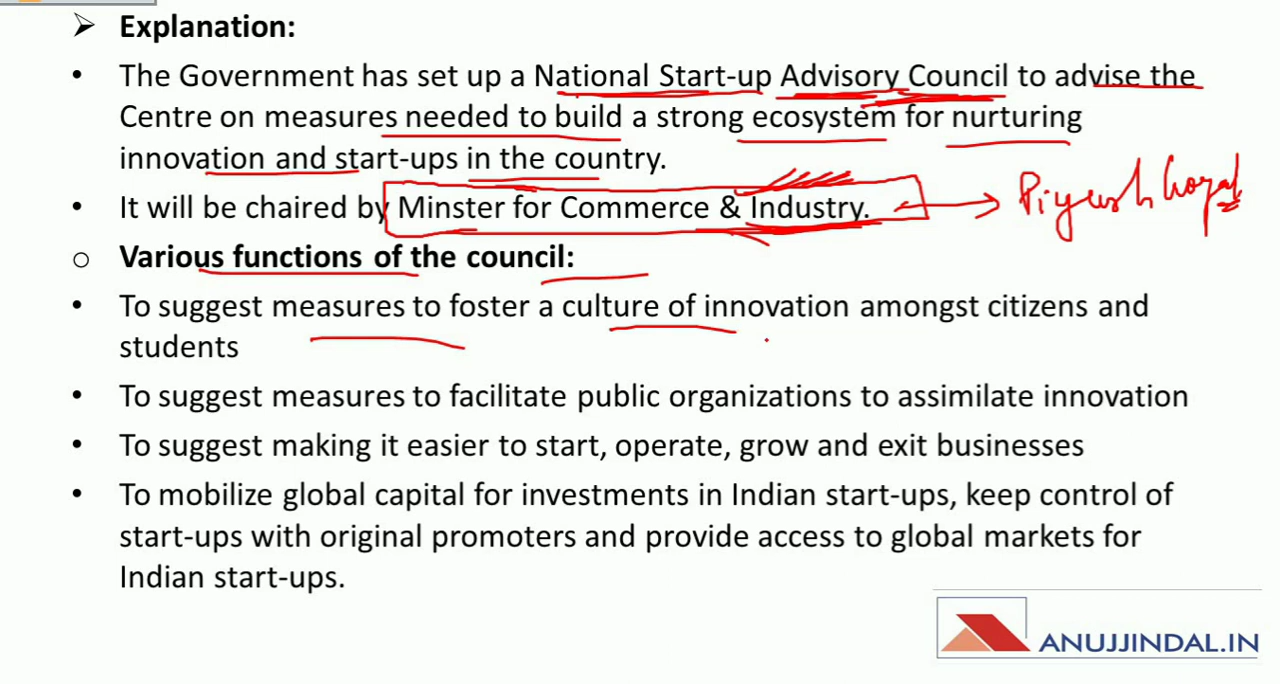 ➤ Explanation:
• The Government has set up a National Start-up Advisory Council to advise the
Centre on measures needed to build a strong ecosystem for nurturing
innovation and start-ups in the country.
• It will be chaired by Minster for Commerce & Industry. Piyush Goyal
o Various functions of the council:
• To suggest measures to foster a culture of innovation amongst citizens and
students
• To suggest measures to facilitate public organizations to assimilate innovation
• To suggest making it easier to start, operate, grow and exit businesses
• To mobilize global capital for investments in Indian start-ups, keep control of
start-ups with original promoters and provide access to global markets for
Indian start-ups.
ANUJJINDAL.IN